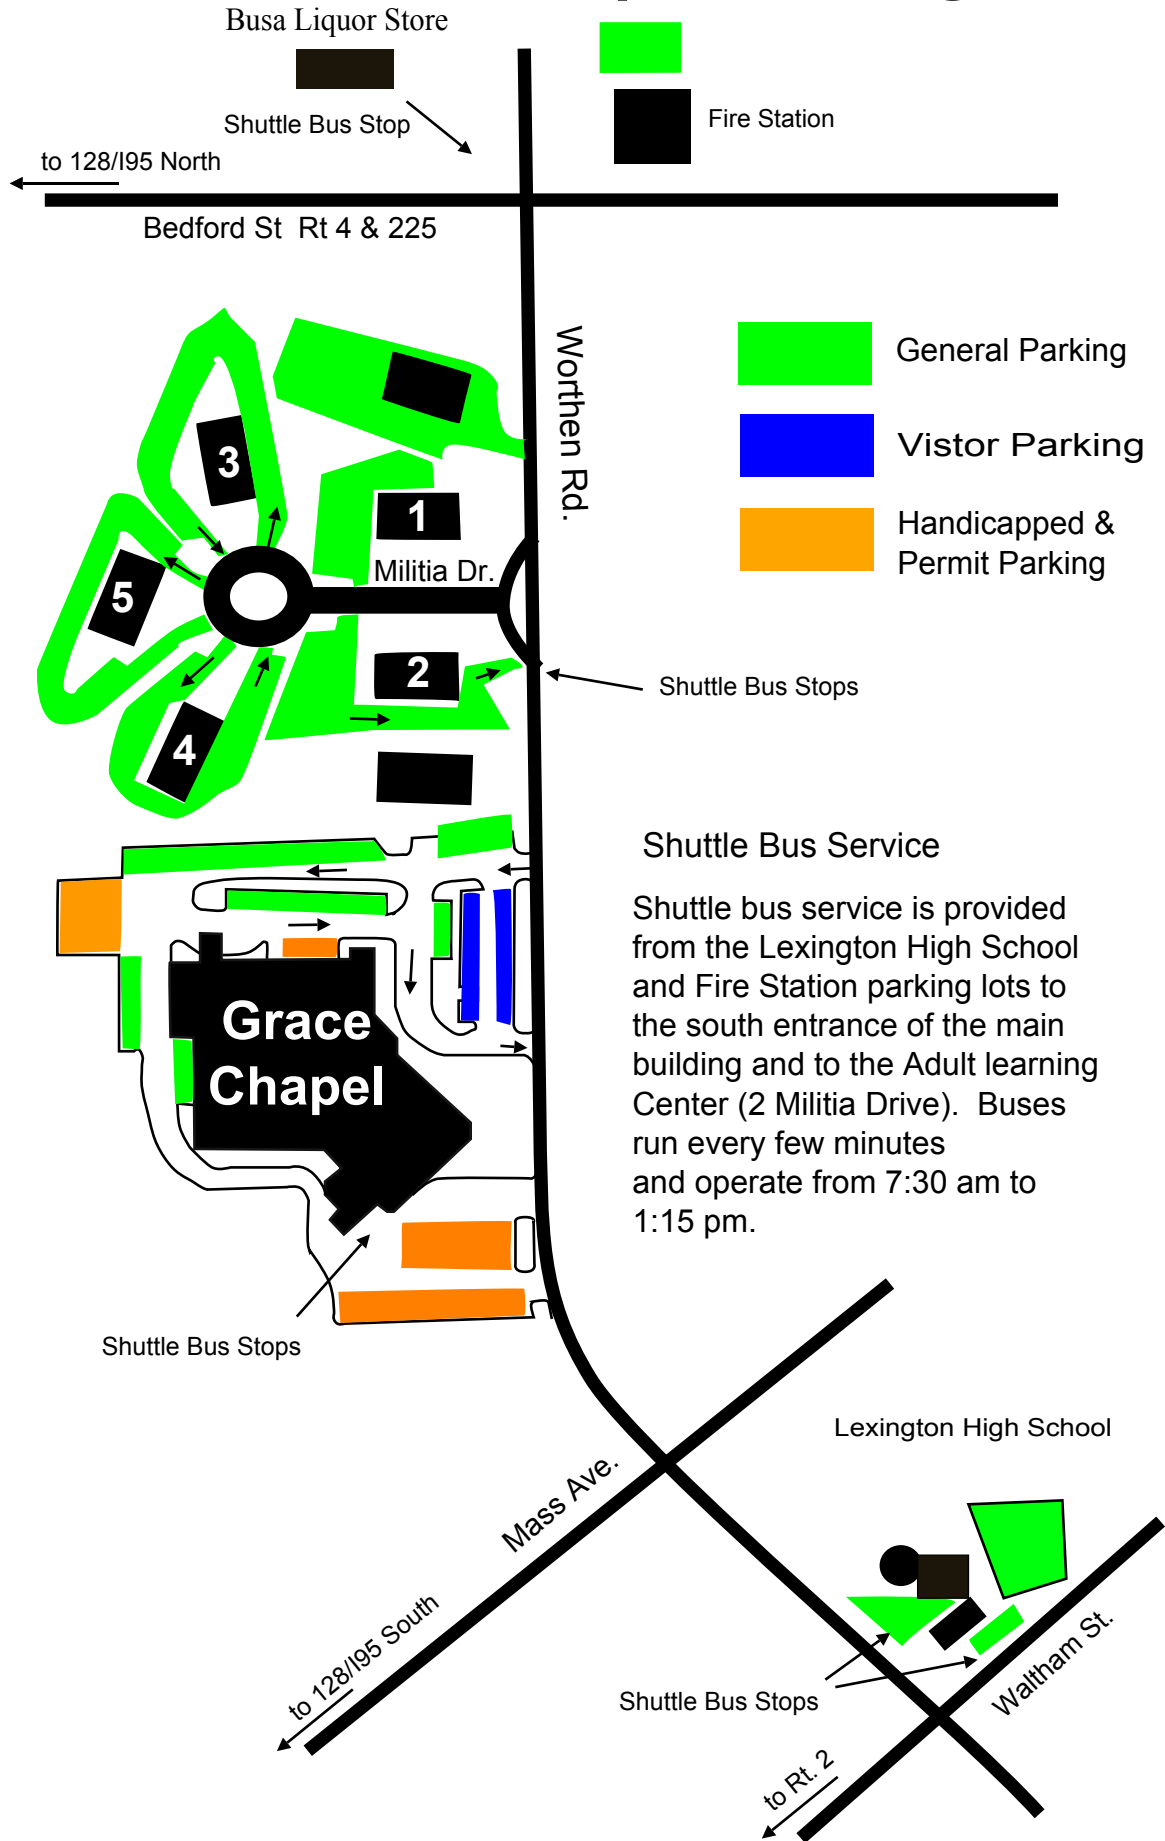 Busa Liquor Store
Shuttle Bus Stop
Fire Station
to 128/I95 North
Bedford St  Rt 4 & 225
Worthen Rd.
General Parking
Vistor Parking
Handicapped &
Permit Parking
3
1
Militia Dr.
5
2
Shuttle Bus Stops
4
Shuttle Bus Service
Shuttle bus service is provided
from the Lexington High School
and Fire Station parking lots to
the south entrance of the main
building and to the Adult learning
Center (2 Militia Drive).  Buses
run every few minutes
and operate from 7:30 am to
1:15 pm.
Grace
Chapel
Shuttle Bus Stops
Lexington High School
Mass Ave.
to 128/I95 South
Shuttle Bus Stops
Waltham St.
to Rt. 2